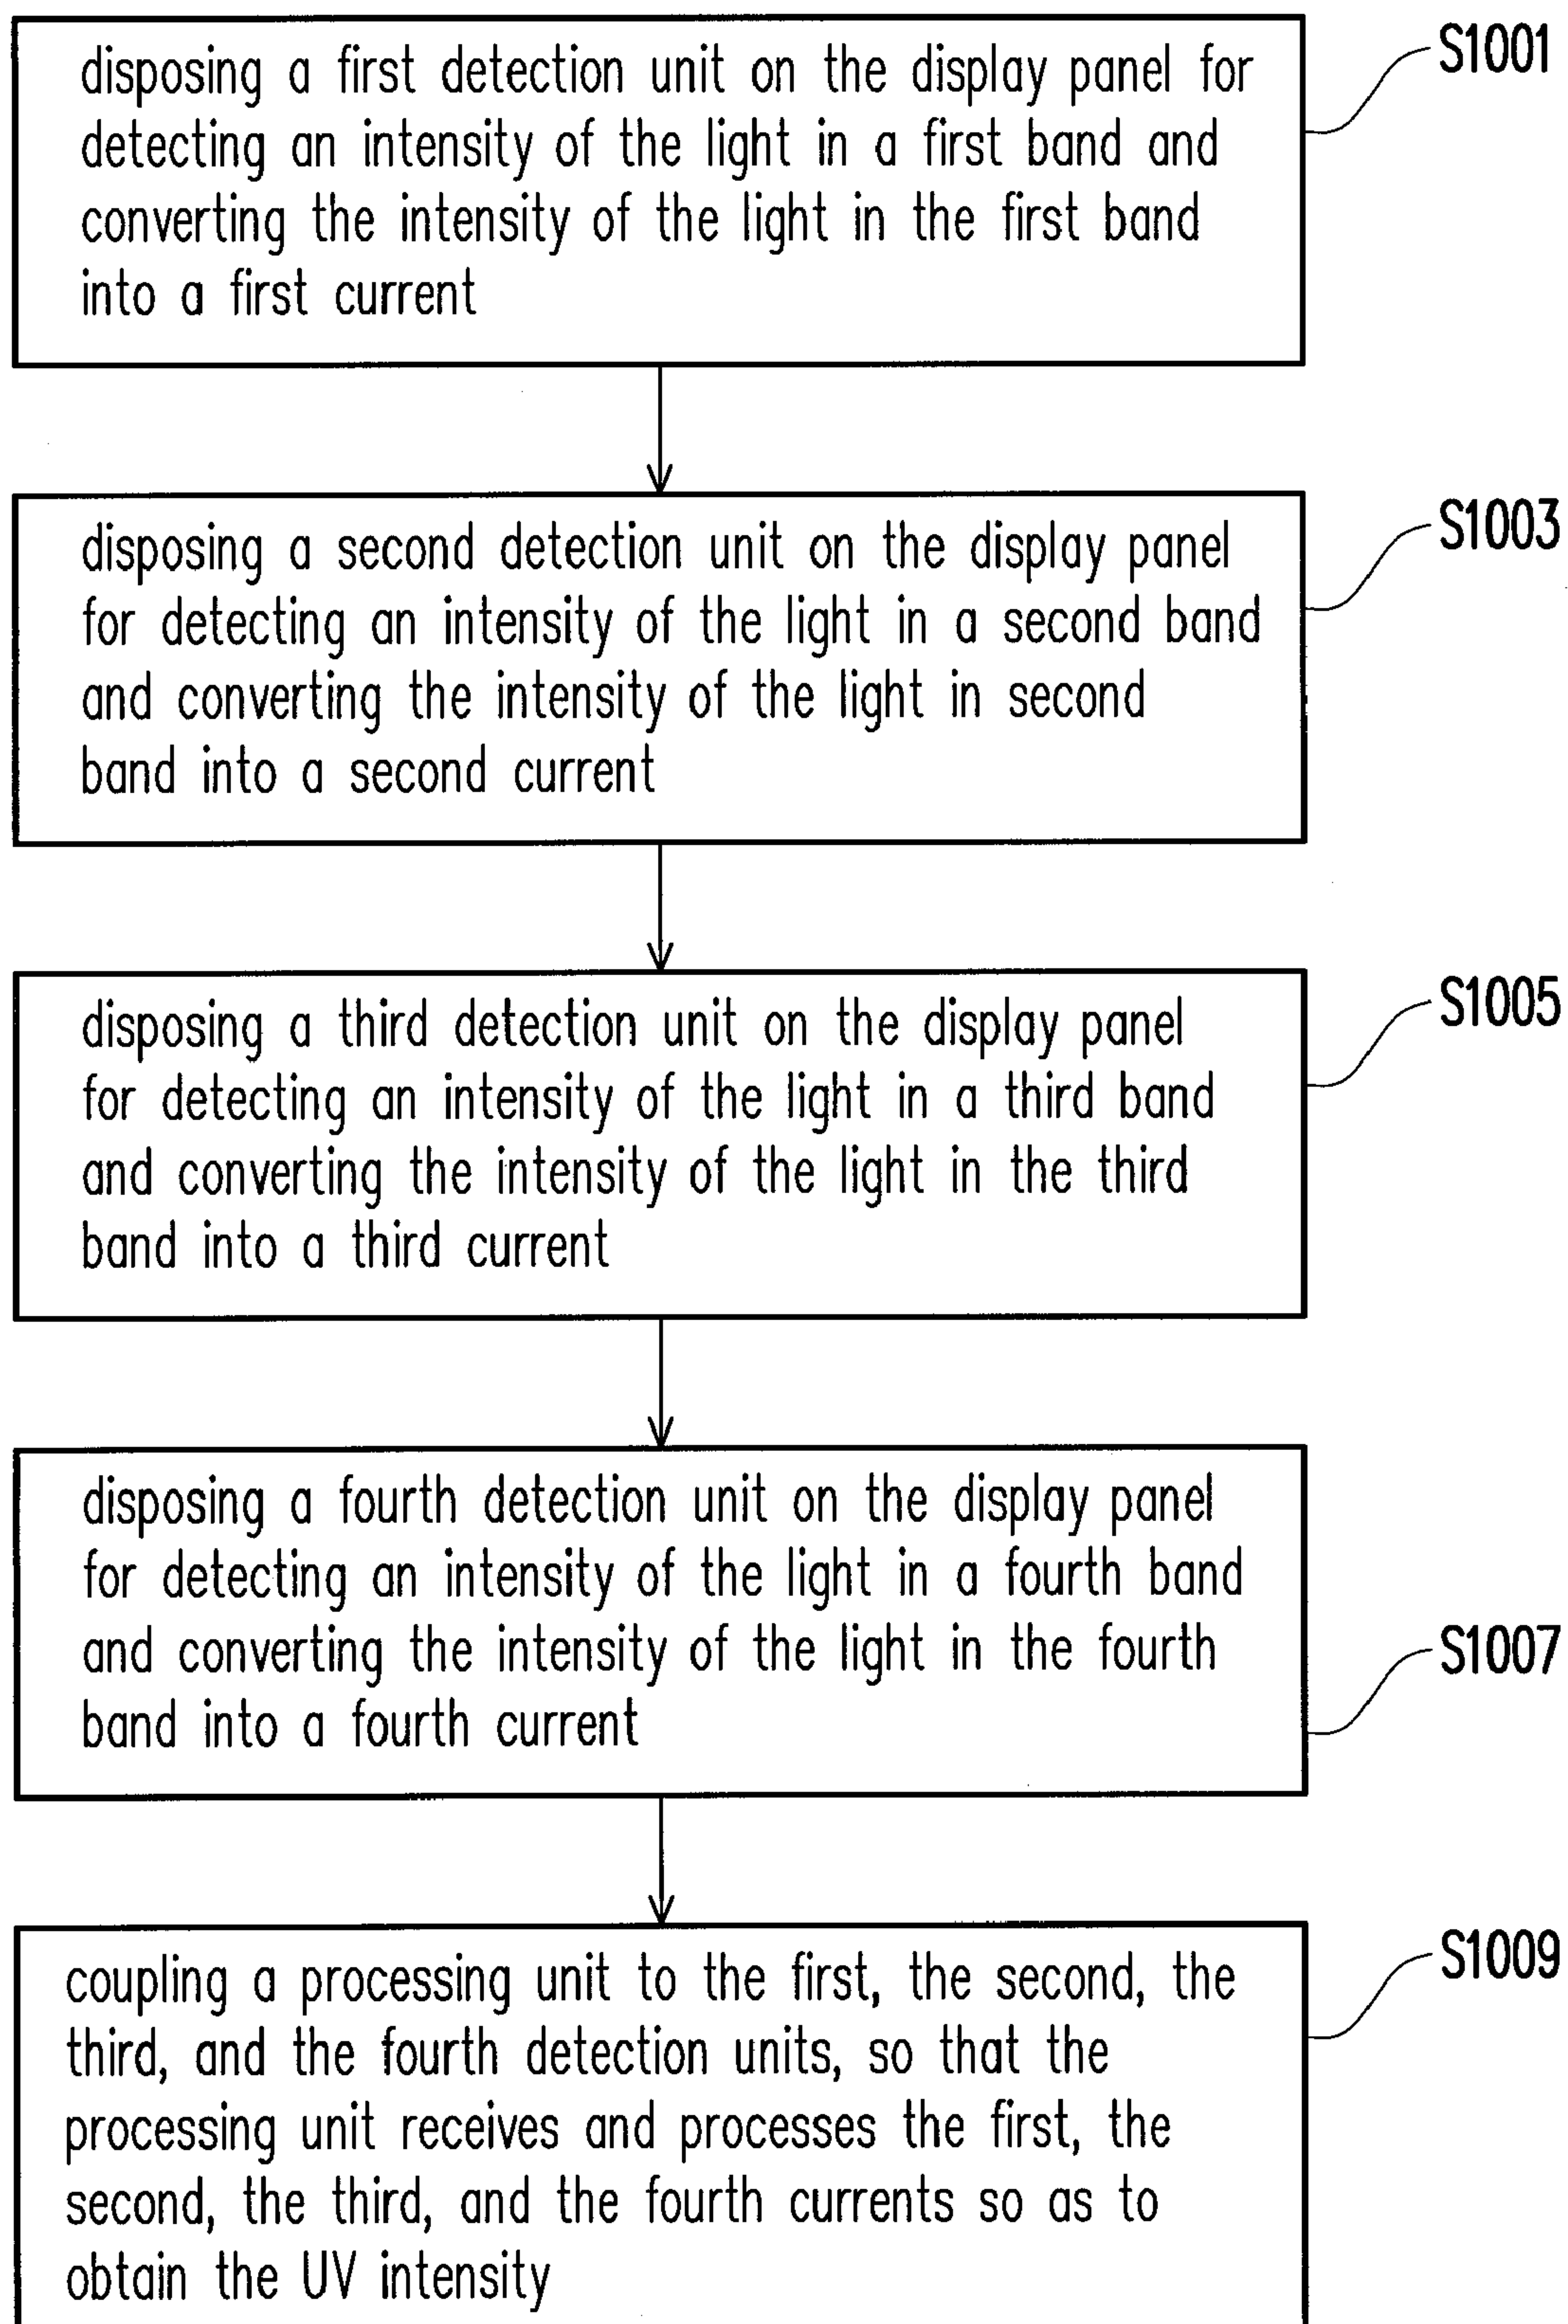 disposing a first detection unit on the display panel for
detecting an intensity of the light in a first band and
converting the intensity of the light in the first band
into a first current
S1001
disposing a second detection unit on the display panel
for detecting an intensity of the light in a second band
and converting the intensity of the light in second
band into a second current
S1003
disposing a third detection unit on the display panel
for detecting an intensity of the light in a third band
and converting the intensity of the light in the third
band into a third current
S1005
disposing a fourth detection unit on the display panel
for detecting an intensity of the light in a fourth band
and converting the intensity of the light in the fourth
band into a fourth current
S1007
coupling a processing unit to the first, the second, the
third, and the fourth detection units, so that the
processing unit receives and processes the first, the
second, the third, and the fourth currents so as to
obtain the UV intensity
S1009